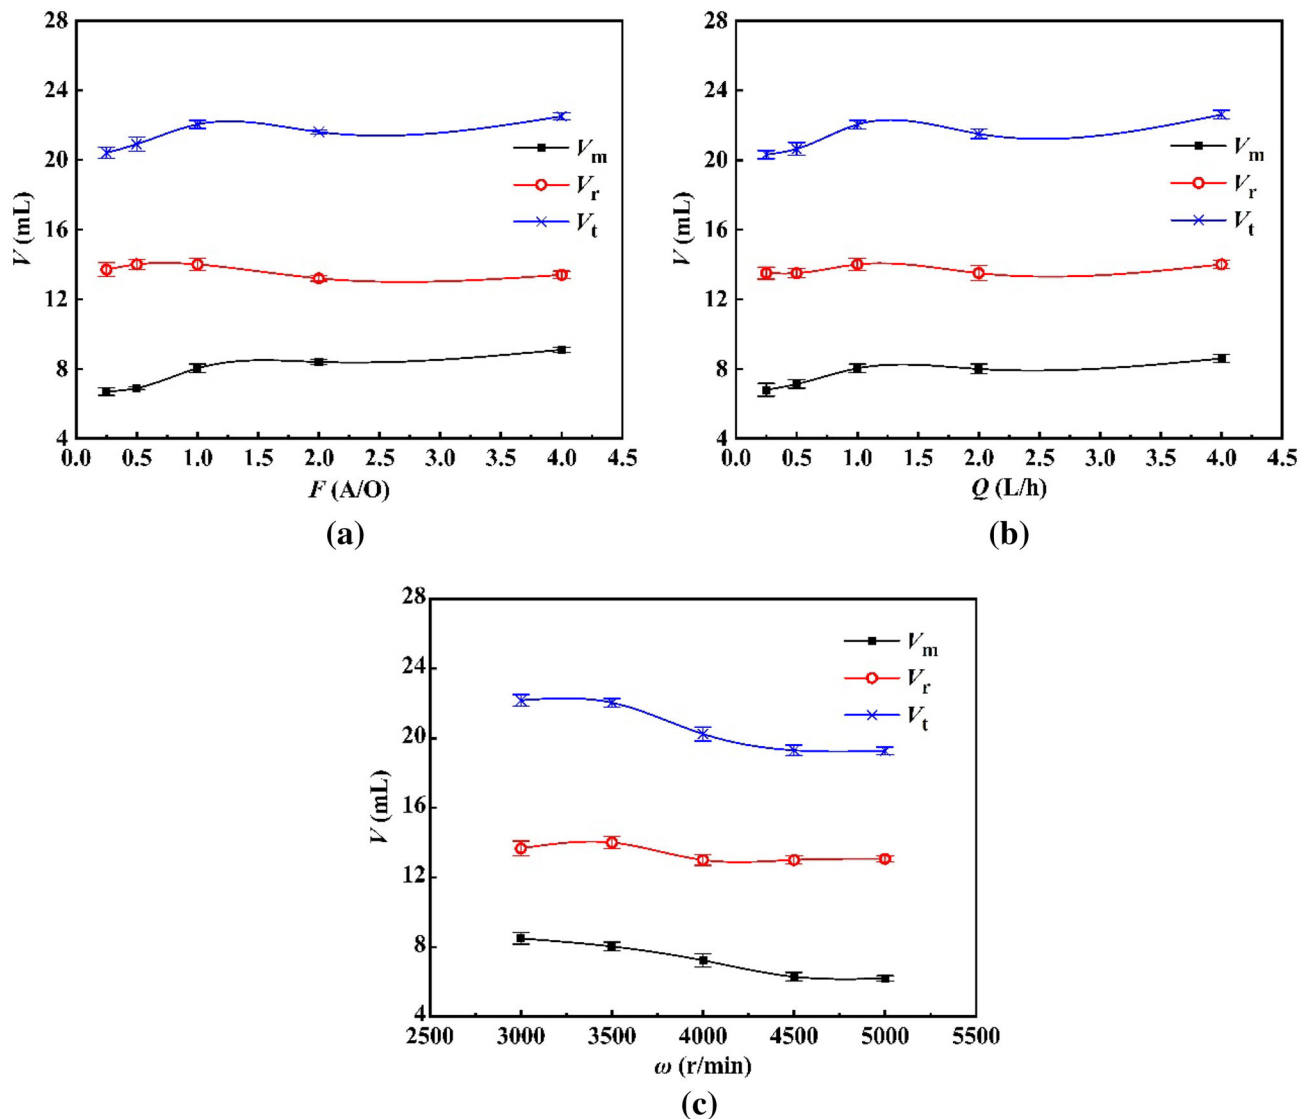 28
24
20
16
12
8
4
V (mL)
0.0 0.5 1.0 1.5 2.0 2.5 3.0 3.5 4.0 4.5
F (A/O)
Vm
Vr
Vt
(a)
28
24
20
16
12
8
4
V (mL)
0.0 0.5 1.0 1.5 2.0 2.5 3.0 3.5 4.0 4.5
Q (L/h)
Vm
Vr
Vt
(b)
28
24
20
16
12
8
4
V (mL)
2500 3000 3500 4000 4500 5000 5500
ω (r/min)
Vm
Vr
Vt
(c)